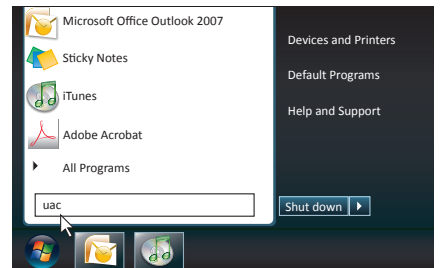 Microsoft Office Outlook 2007
Sticky Notes
iTunes
Adobe Acrobat
All Programs
uac
Devices and Printers
Default Programs
Help and Support
Shut down